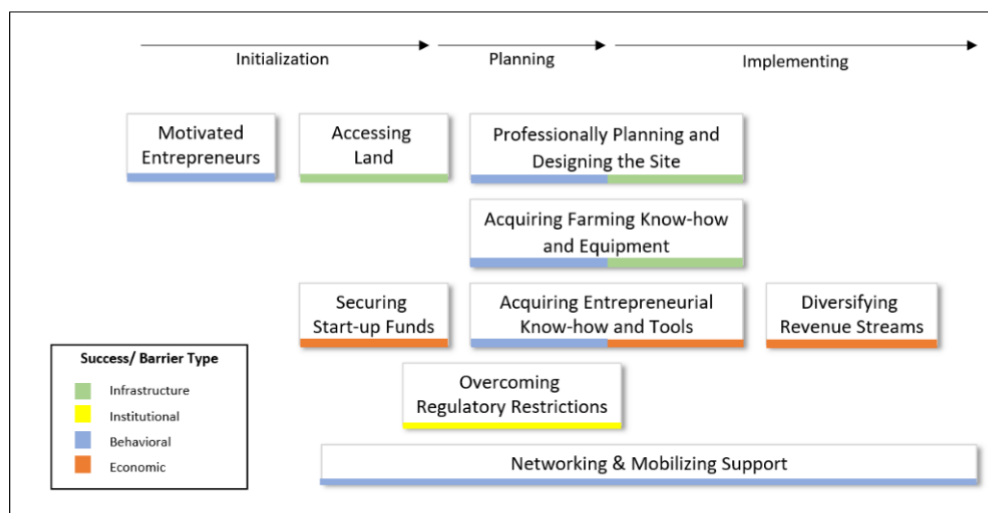 Initialization
Planning
Implementing
Motivated
Entrepreneurs
Accessing
Land
Professionally Planning and
Designing the Site
Acquiring Farming Know-how
and Equipment
Securing
Start-up Funds
Acquiring Entrepreneurial
Know-how and Tools
Diversifying
Revenue Streams
Overcoming
Regulatory Restrictions
Networking & Mobilizing Support
Success/ Barrier Type
Infrastructure
Institutional
Behavioral
Economic